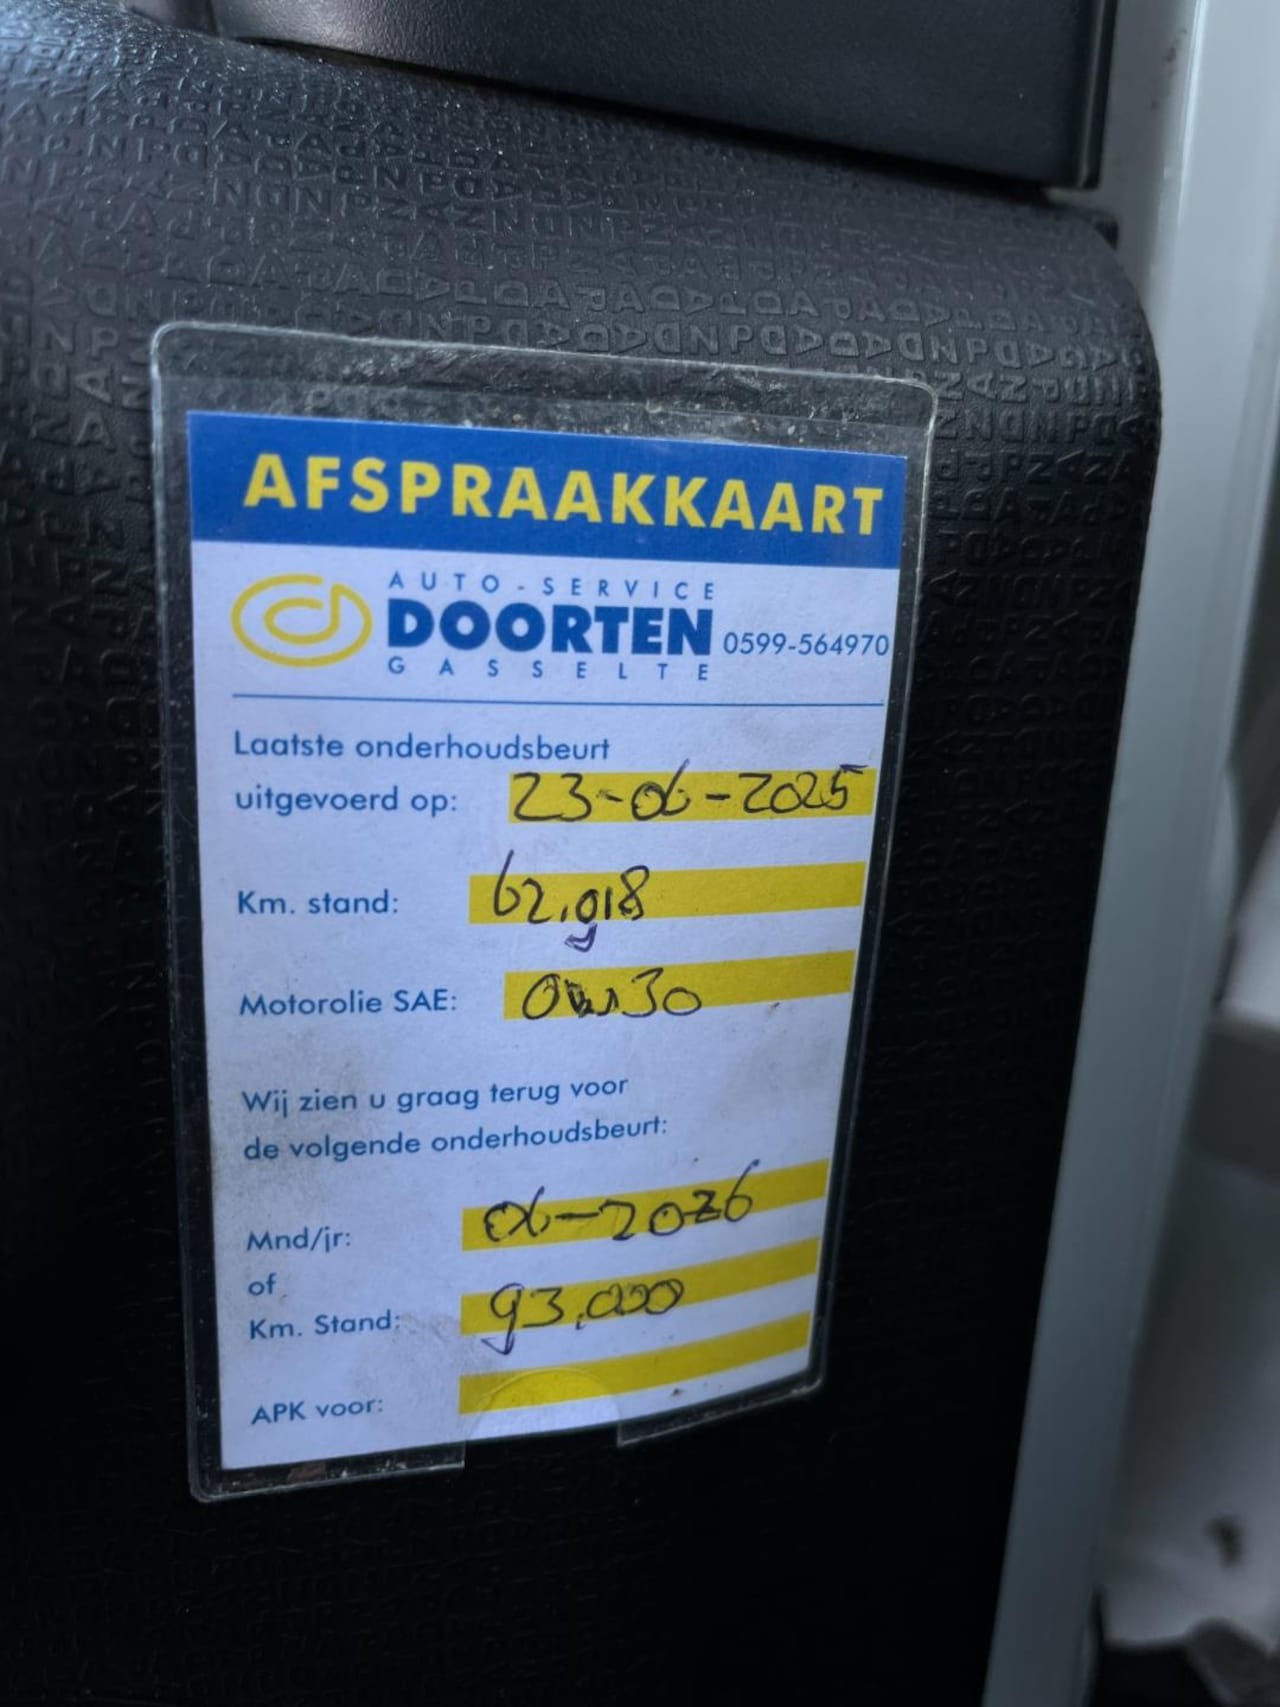 AFSPRAAKKAART
AUTO-SERVICE
DOORTEN 0599-564970
GASSELTE
Laatste onderhoudsbeurt
uitgevoerd op: 23-06-2025
Km. stand: 62.018
Motorolie SAE: 0w30
Wij zien u graag terug voor
de volgende onderhoudsbeurt:
Mnd/jr: 06-2026
of
Km. Stand: 93.000
APK voor: